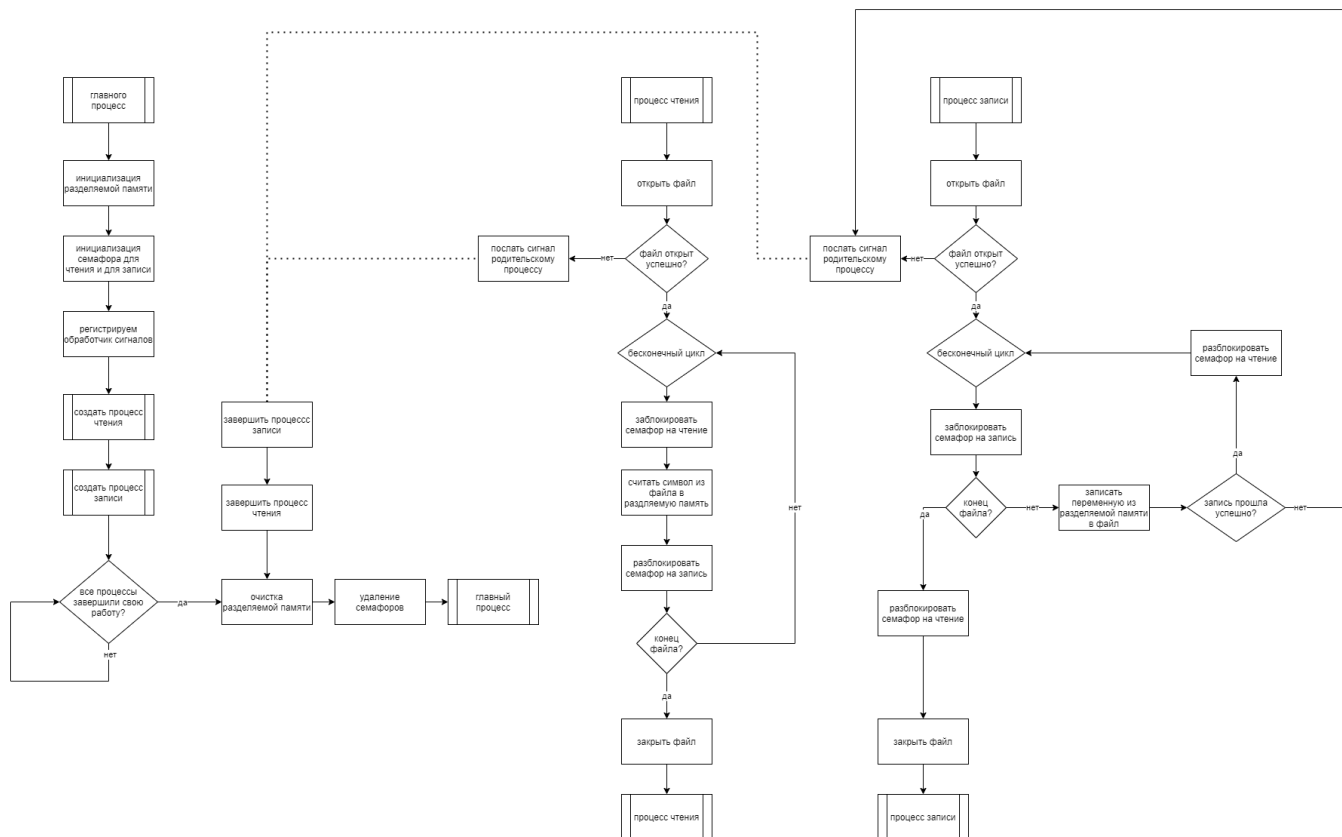 главного
процесс
инициализация
разделяемой памяти
инициализация
семафора для
чтения и для записи
регистрируем
обработчик сигналов
создать процесс
чтения
создать процесс
записи
все процессы
завершили свою
работу?
да
нет
завершить процессс
записи
завершить процесс
чтения
очистка
разделяемой памяти
удаление
семафоров
главный
процесс
процесс чтения
открыть файл
файл открыт
успешно?
нет
послать сигнал
родительскому
процессу
да
бесконечный цикл
заблокировать
семафор на чтение
считать символ из
файла в
раздляемую память
разблокировать
семафор на запись
конец
файла?
нет
да
закрыть файл
процесс чтения
процесс записи
открыть файл
файл открыт
успешно?
нет
послать сигнал
родительскому
процессу
да
бесконечный цикл
заблокировать
семафор на запись
конец
файла?
нет
записать
переменную из
разделяемой памяти
в файл
запись прошла
успешно?
нет
да
разблокировать
семафор на чтение
да
разблокировать
семафор на чтение
закрыть файл
процесс записи